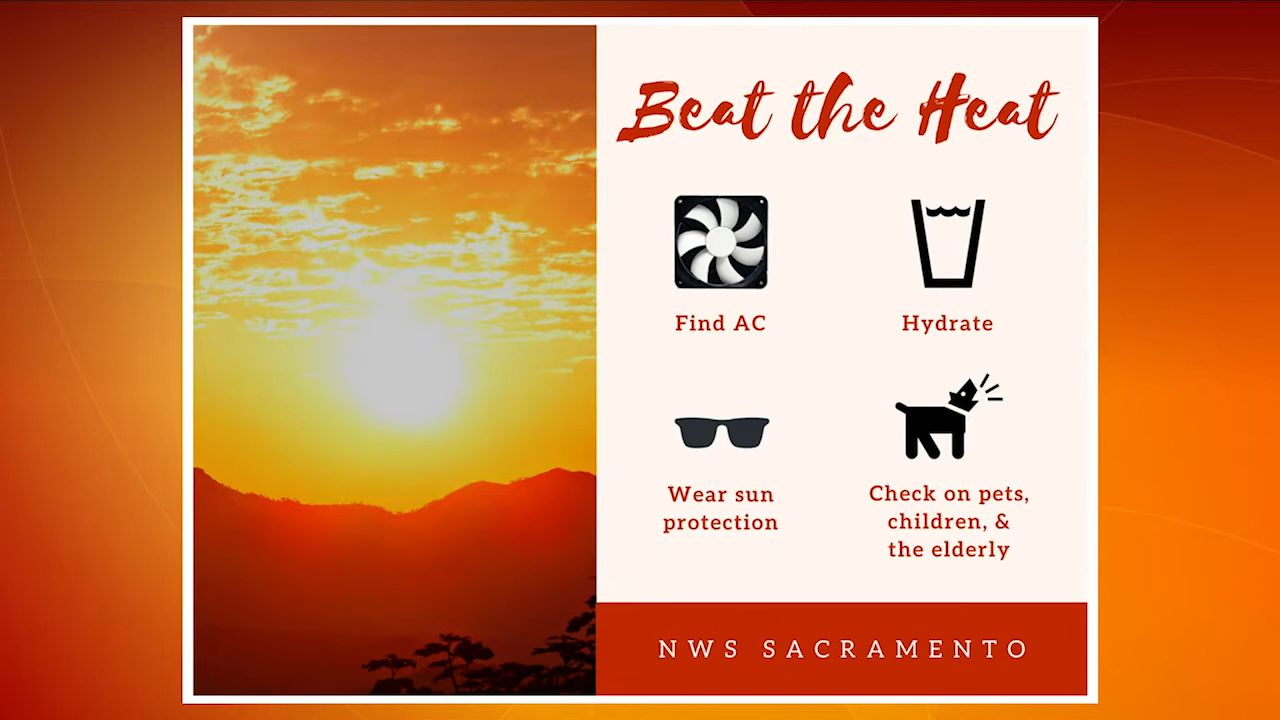 Beat the Heat
Find AC
Hydrate
Wear sun
protection
Check on pets,
children, &
the elderly
NWS SACRAMENTO